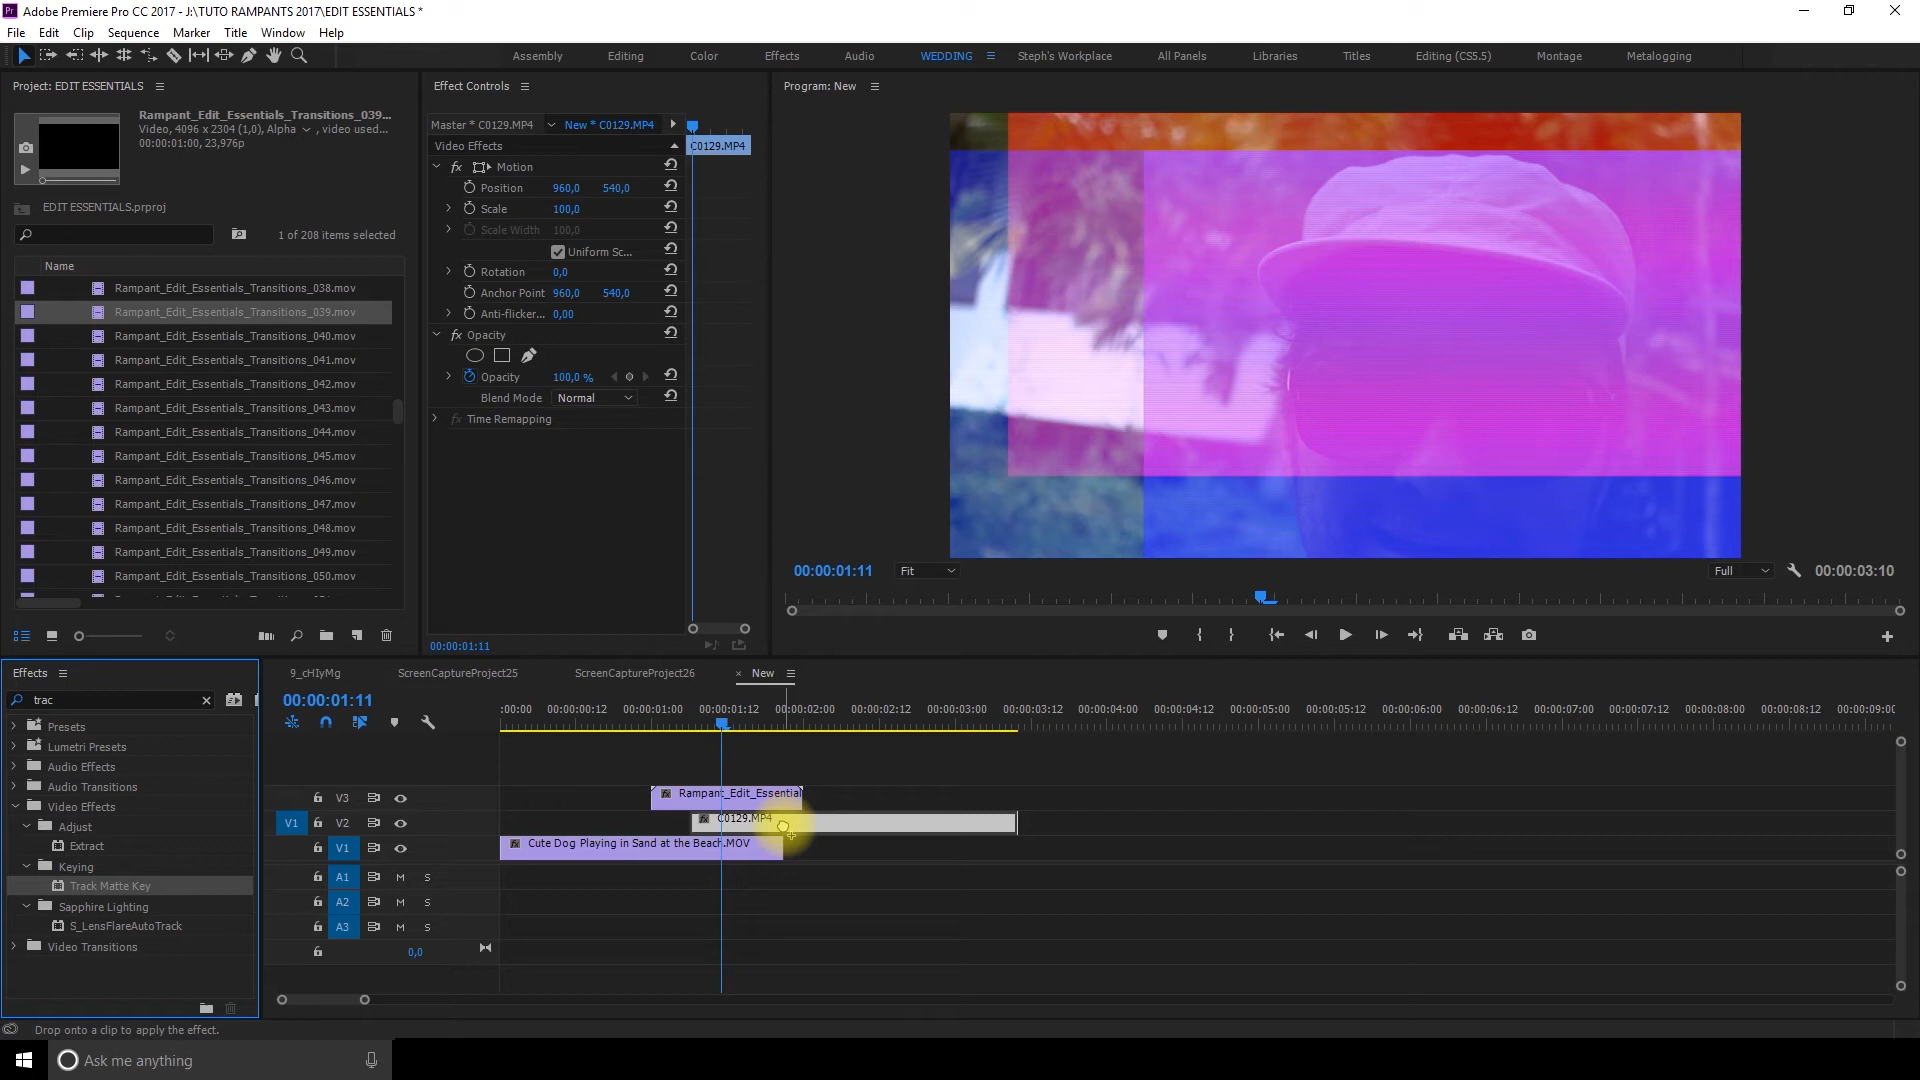 Adobe Premiere Pro CC 2017 - J:\TUTO RAMPANTS 2017\EDIT ESSENTIALS *
File Edit Clip Sequence Marker Title Window Help
Assembly Editing Color Effects Audio WEDDING Steph's Workplace All Panels Libraries Titles Editing (CS5.5) Montage Metalogging
Project: EDIT ESSENTIALS
Rampant_Edit_Essentials_Transitions_039...
Video, 4096 x 2304 (1,0), Alpha , video used...
00:00:01:00, 23,976p
EDIT ESSENTIALS.prproj
1 of 208 items selected
Name
Rampant_Edit_Essentials_Transitions_038.mov
Rampant_Edit_Essentials_Transitions_039.mov
Rampant_Edit_Essentials_Transitions_040.mov
Rampant_Edit_Essentials_Transitions_041.mov
Rampant_Edit_Essentials_Transitions_042.mov
Rampant_Edit_Essentials_Transitions_043.mov
Rampant_Edit_Essentials_Transitions_044.mov
Rampant_Edit_Essentials_Transitions_045.mov
Rampant_Edit_Essentials_Transitions_046.mov
Rampant_Edit_Essentials_Transitions_047.mov
Rampant_Edit_Essentials_Transitions_048.mov
Rampant_Edit_Essentials_Transitions_049.mov
Rampant_Edit_Essentials_Transitions_050.mov
Effect Controls
Master * C0129.MP4 New * C0129.MP4
Video Effects C0129.MP4
fx Motion
Position 960,0 540,0
Scale 100,0
Scale Width 100,0
Uniform Sc...
Rotation 0,0
Anchor Point 960,0 540,0
Anti-flicker... 0,00
fx Opacity
Opacity 100,0 %
Blend Mode Normal
fx Time Remapping
00:00:01:11
Program: New
00:00:01:11 Fit Full 00:00:03:10
Effects
trac
Presets
Lumetri Presets
Audio Effects
Audio Transitions
Video Effects
Adjust
Extract
Keying
Track Matte Key
Sapphire Lighting
S_LensFlareAutoTrack
Video Transitions
9_cHIyMg ScreenCaptureProject25 ScreenCaptureProject26 × New
00:00:01:11
:00:00 00:00:00:12 00:00:01:00 00:00:01:12 00:00:02:00 00:00:02:12 00:00:03:00 00:00:03:12 00:00:04:00 00:00:04:12 00:00:05:00 00:00:05:12 00:00:06:00 00:00:06:12 00:00:07:00 00:00:07:12 00:00:08:00 00:00:08:12 00:00:09:00
V3 fx Rampant_Edit_Essential
V1 V2 fx C0129.MP4
V1 fx Cute Dog Playing in Sand at the Beach.MOV
A1 M S
A2 M S
A3 M S
0,0
Drop onto a clip to apply the effect.
Ask me anything